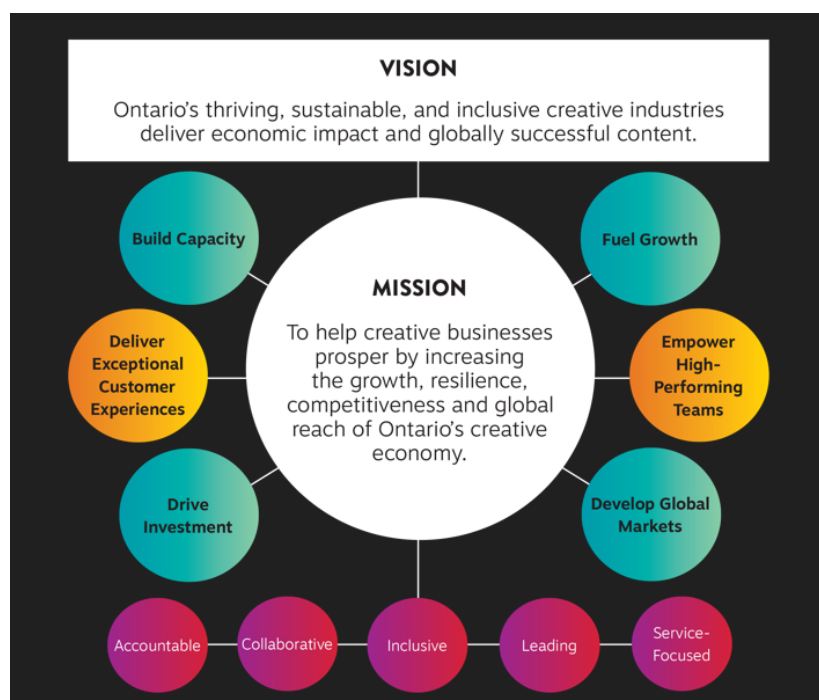 VISION
Ontario’s thriving, sustainable, and inclusive creative industries
deliver economic impact and globally successful content.
Build Capacity
Fuel Growth
MISSION
To help creative businesses
prosper by increasing
the growth, resilience,
competitiveness and global
reach of Ontario’s creative
economy.
Deliver
Exceptional
Customer
Experiences
Empower
High-
Performing
Teams
Drive
Investment
Develop Global
Markets
Accountable
Collaborative
Inclusive
Leading
Service-
Focused